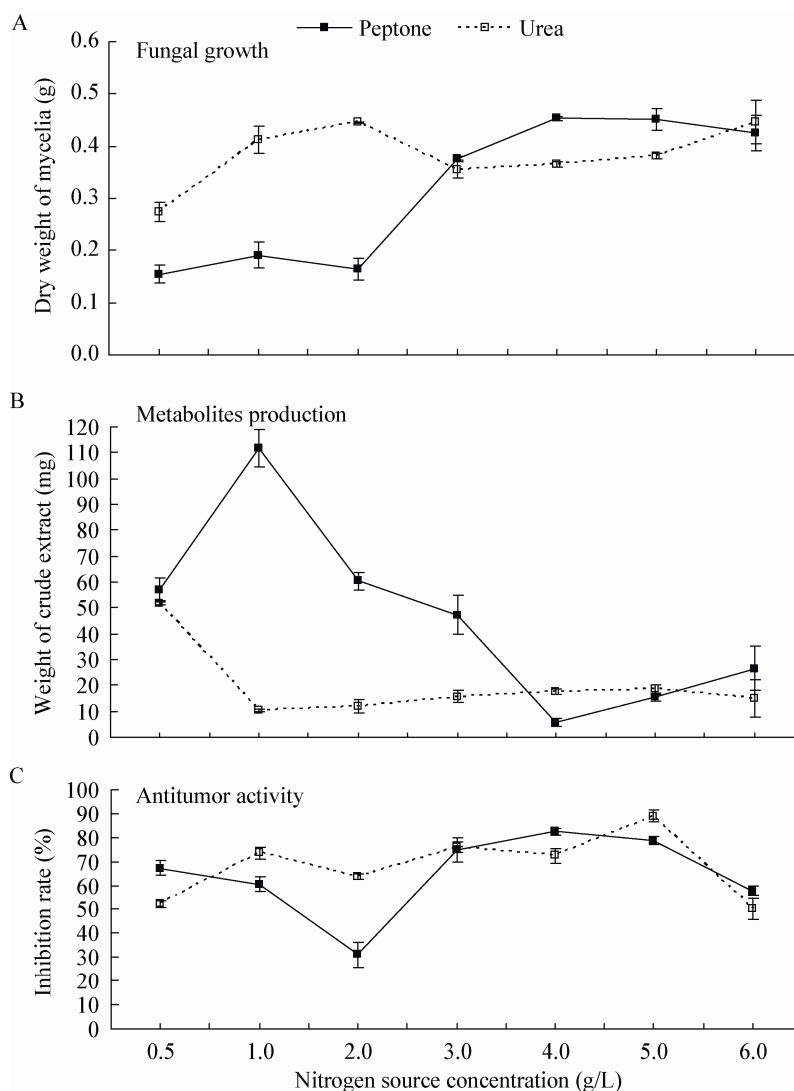 A
Peptone
Urea
Fungal growth
0.6
0.5
0.4
0.3
0.2
0.1
0.0
Dry weight of mycelia (g)
B
Metabolites production
120
110
100
90
80
70
60
50
40
30
20
10
0
Weight of crude extract (mg)
C
Antitumor activity
100
90
80
70
60
50
40
30
20
10
0
Inhibition rate (%)
0.5 1.0 2.0 3.0 4.0 5.0 6.0
Nitrogen source concentration (g/L)